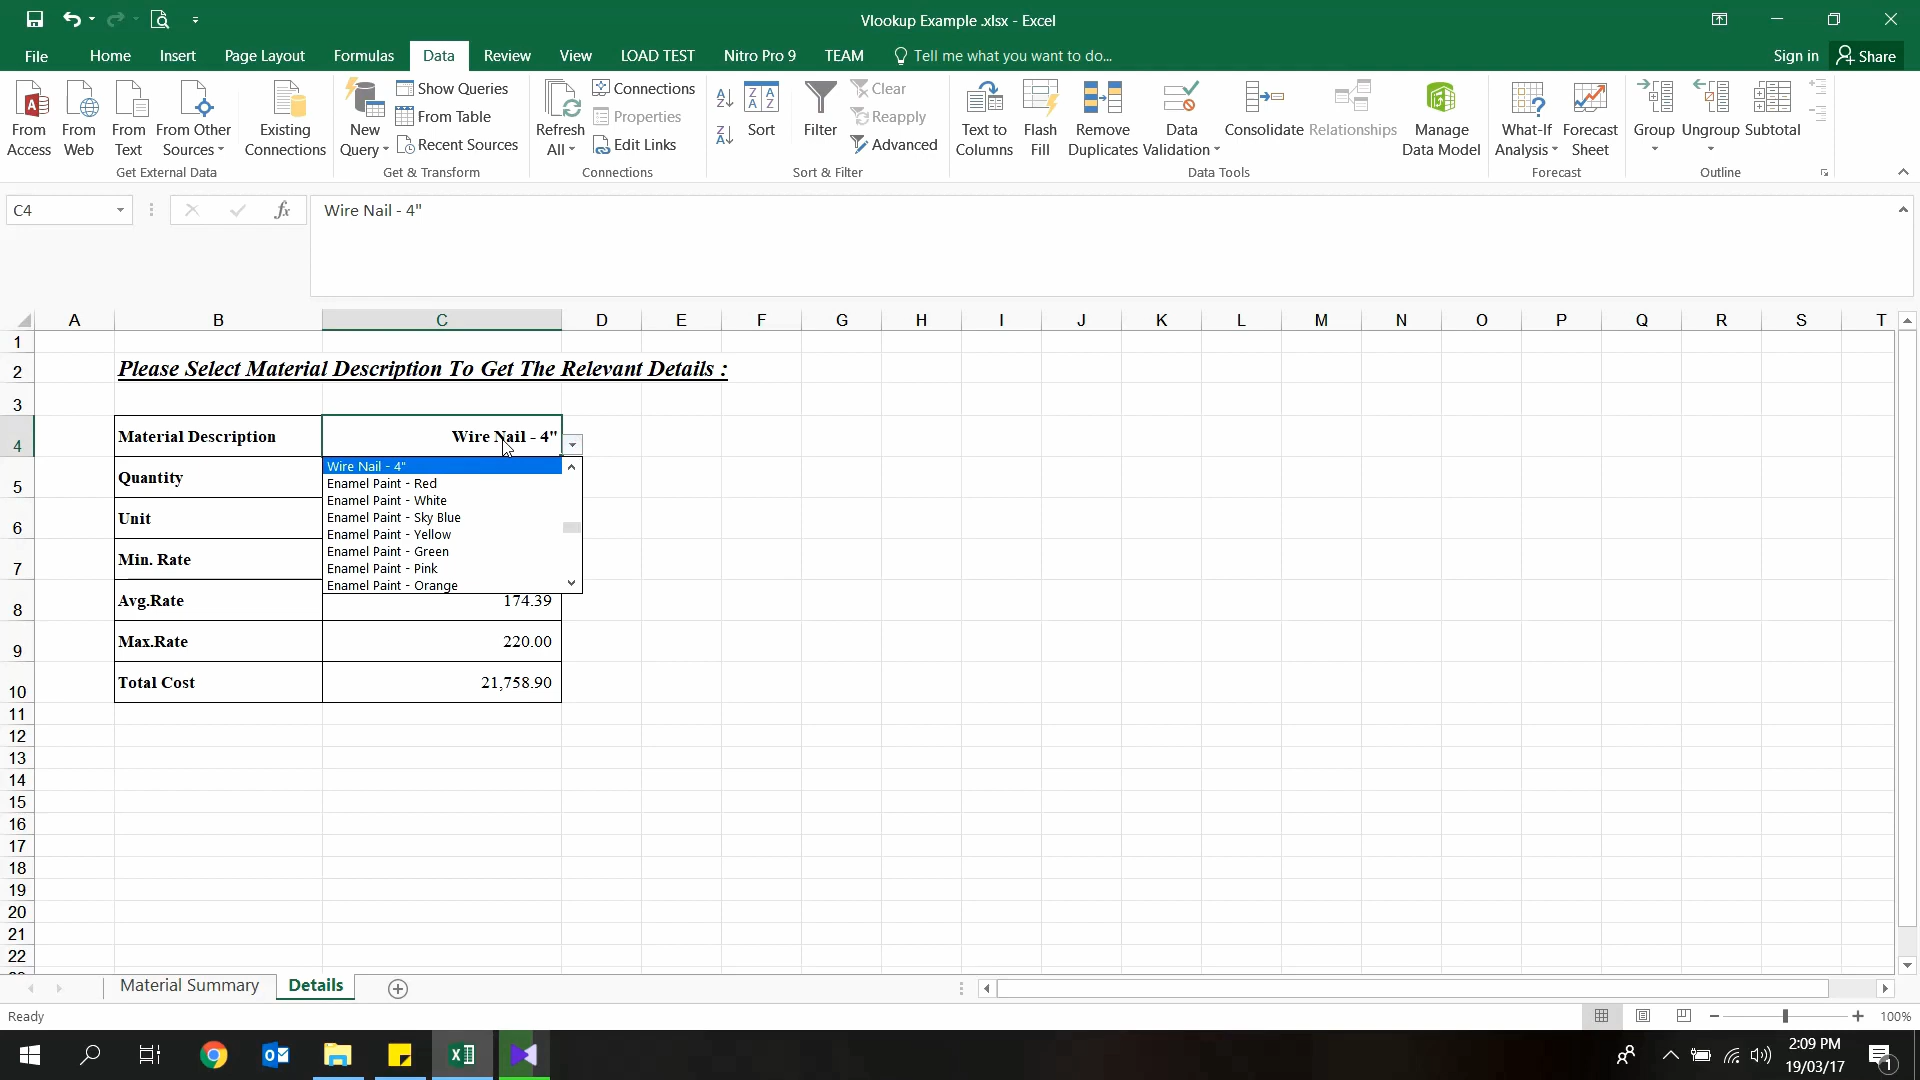 Vlookup Example .xlsx - Excel
File Home Insert Page Layout Formulas Data Review View LOAD TEST Nitro Pro 9 TEAM Tell me what you want to do... Sign in Share
From Access
From Web
From Text
From Other Sources
Existing Connections
Get External Data
New Query
Show Queries
From Table
Recent Sources
Get & Transform
Refresh All
Connections
Properties
Edit Links
Connections
Sort
Filter
Clear
Reapply
Advanced
Sort & Filter
Text to Columns
Flash Fill
Remove Duplicates
Data Validation
Consolidate
Relationships
Manage Data Model
Data Tools
What-If Analysis
Forecast Sheet
Forecast
Group
Ungroup
Subtotal
Outline
C4 fx Wire Nail - 4"
A B C D E F G H I J K L M N O P Q R S T
1
2 Please Select Material Description To Get The Relevant Details :
3
4 Material Description Wire Nail - 4"
Wire Nail - 4"
5 Quantity
Enamel Paint - Red
Enamel Paint - White
6 Unit
Enamel Paint - Sky Blue
Enamel Paint - Yellow
7 Min. Rate
Enamel Paint - Green
Enamel Paint - Pink
Enamel Paint - Orange
8 Avg.Rate 174.39
9 Max.Rate 220.00
10 Total Cost 21,758.90
11
12
13
14
15
16
17
18
19
20
21
22
Material Summary Details
Ready 100%
2:09 PM
19/03/17
1